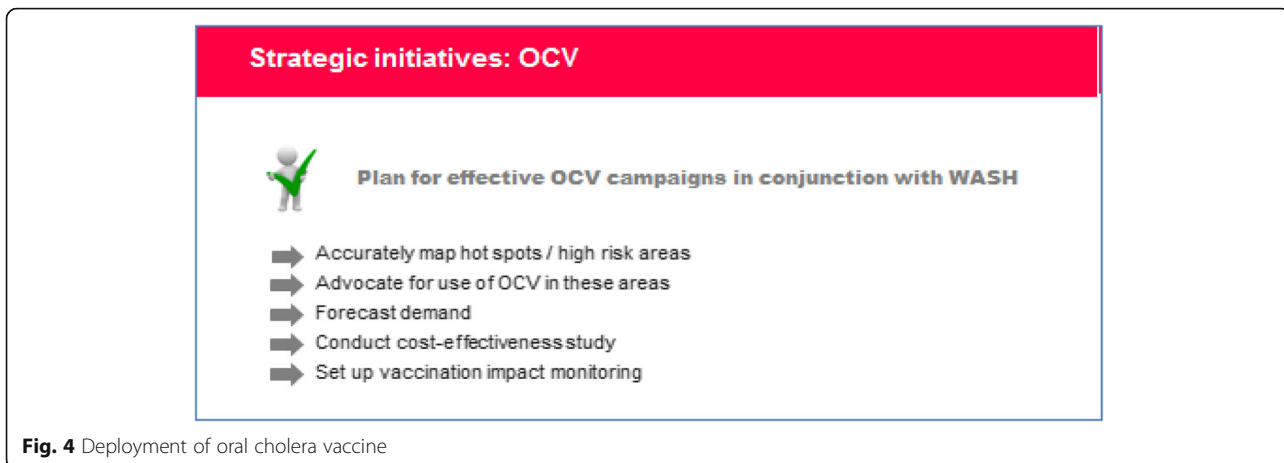 Strategic initiatives: OCV
Plan for effective OCV campaigns in conjunction with WASH
Accurately map hot spots / high risk areas
Advocate for use of OCV in these areas
Forecast demand
Conduct cost-effectiveness study
Set up vaccination impact monitoring
Fig. 4 Deployment of oral cholera vaccine